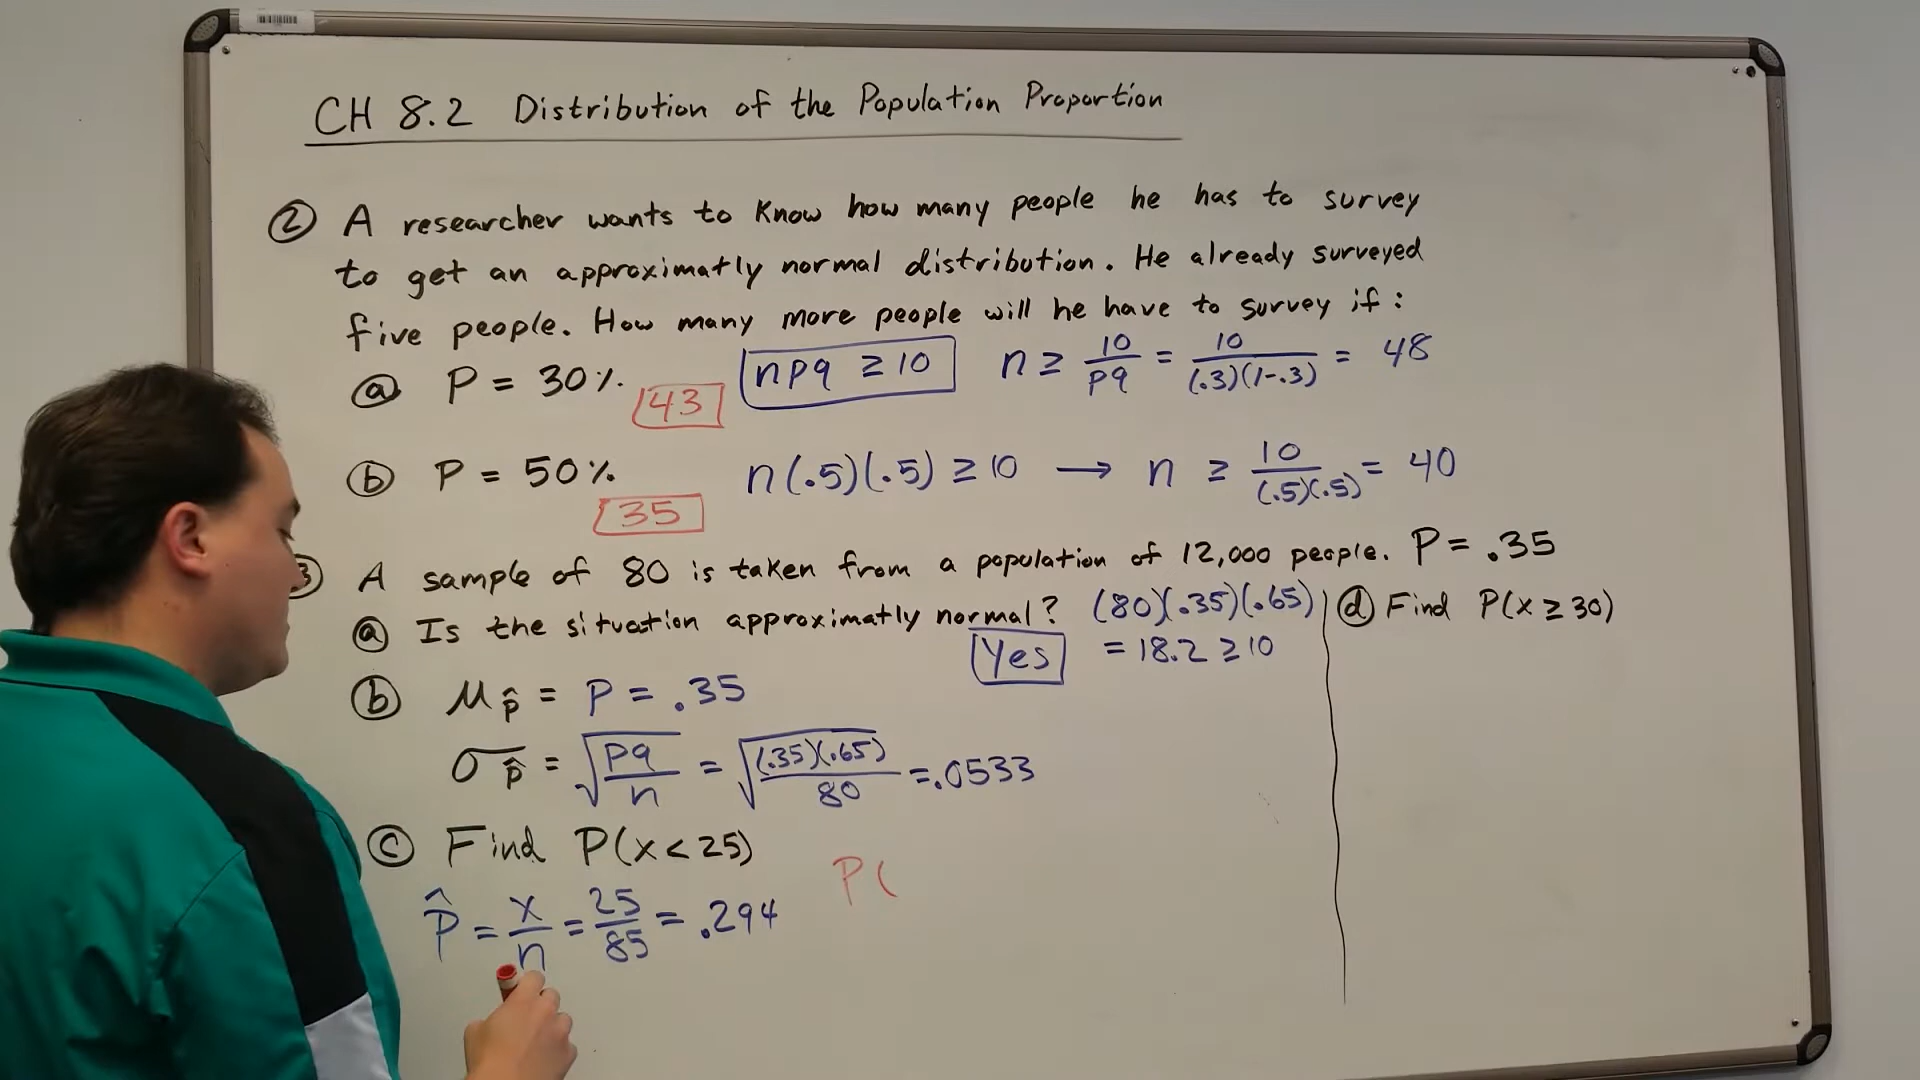 CH 8.2 Distribution of the Population Proportion
② A researcher wants to know how many people he has to survey
to get an approximatly normal distribution. He already surveyed
five people. How many more people will he have to survey if:
ⓐ P = 30% 43 npq ≥ 10 n ≥ 10/pq = 10/(.3)(1-.3) = 48
ⓑ P = 50% 35 n(.5)(.5) ≥ 10 → n ≥ 10/(.5)(.5) = 40
③ A sample of 80 is taken from a population of 12,000 people. P = .35
ⓐ Is the situation approximatly normal? (80)(.35)(.65)
Yes = 18.2 ≥ 10
ⓑ μp̂ = P = .35
σp̂ = √(pq/n) = √((.35)(.65)/80) = .0533
ⓒ Find P(x < 25)
p̂ = x/n = 25/85 = .294 P(
ⓓ Find P(x ≥ 30)